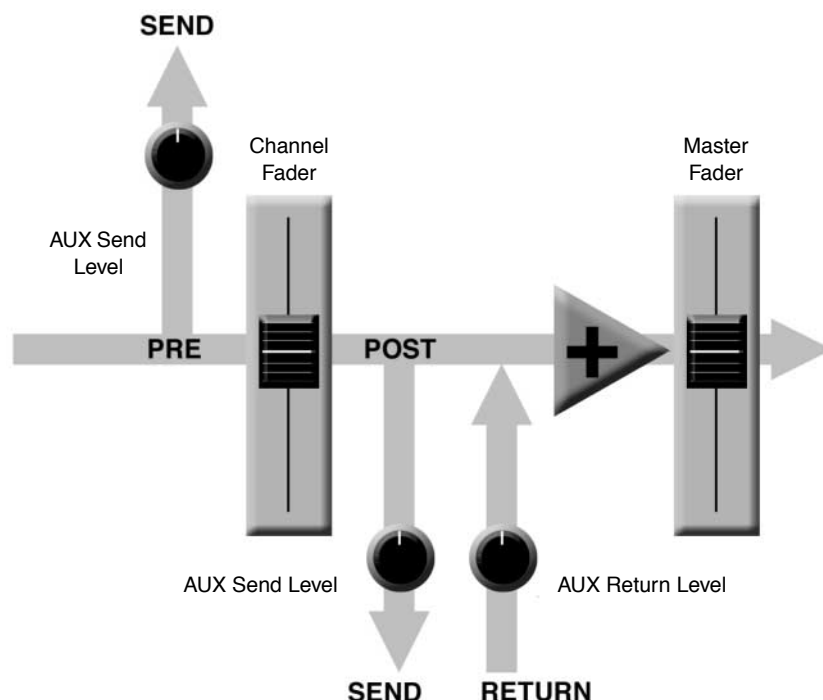 SEND
Channel
Fader
Master
Fader
AUX Send
Level
PRE
POST
AUX Send Level
AUX Return Level
SEND
RETURN